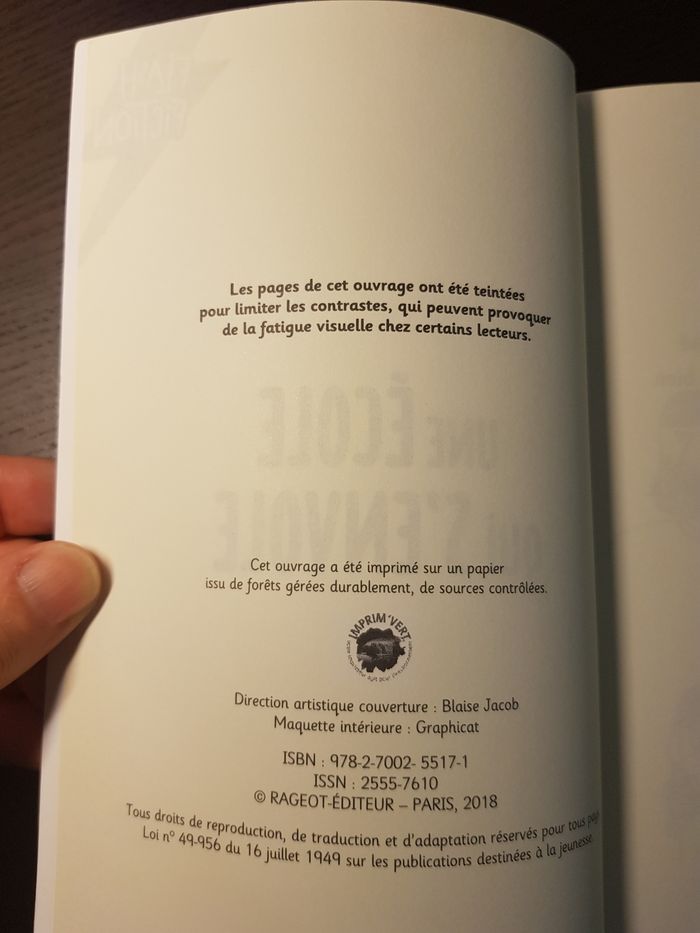 Les pages de cet ouvrage ont été teintées
pour limiter les contrastes, qui peuvent provoquer
de la fatigue visuelle chez certains lecteurs.
UNE ÉCOLE
QUI S'ENVOLE
Cet ouvrage a été imprimé sur un papier
issu de forêts gérées durablement, de sources contrôlées.
IMPRIM'VERT
Direction artistique couverture : Blaise Jacob
Maquette intérieure : Graphicat
ISBN : 978-2-7002- 5517-1
ISSN : 2555-7610
© RAGEOT-ÉDITEUR – PARIS, 2018
Tous droits de reproduction, de traduction et d'adaptation réservés pour tous
Loi n° 49-956 du 16 juillet 1949 sur les publications destinées à la jeunesse.